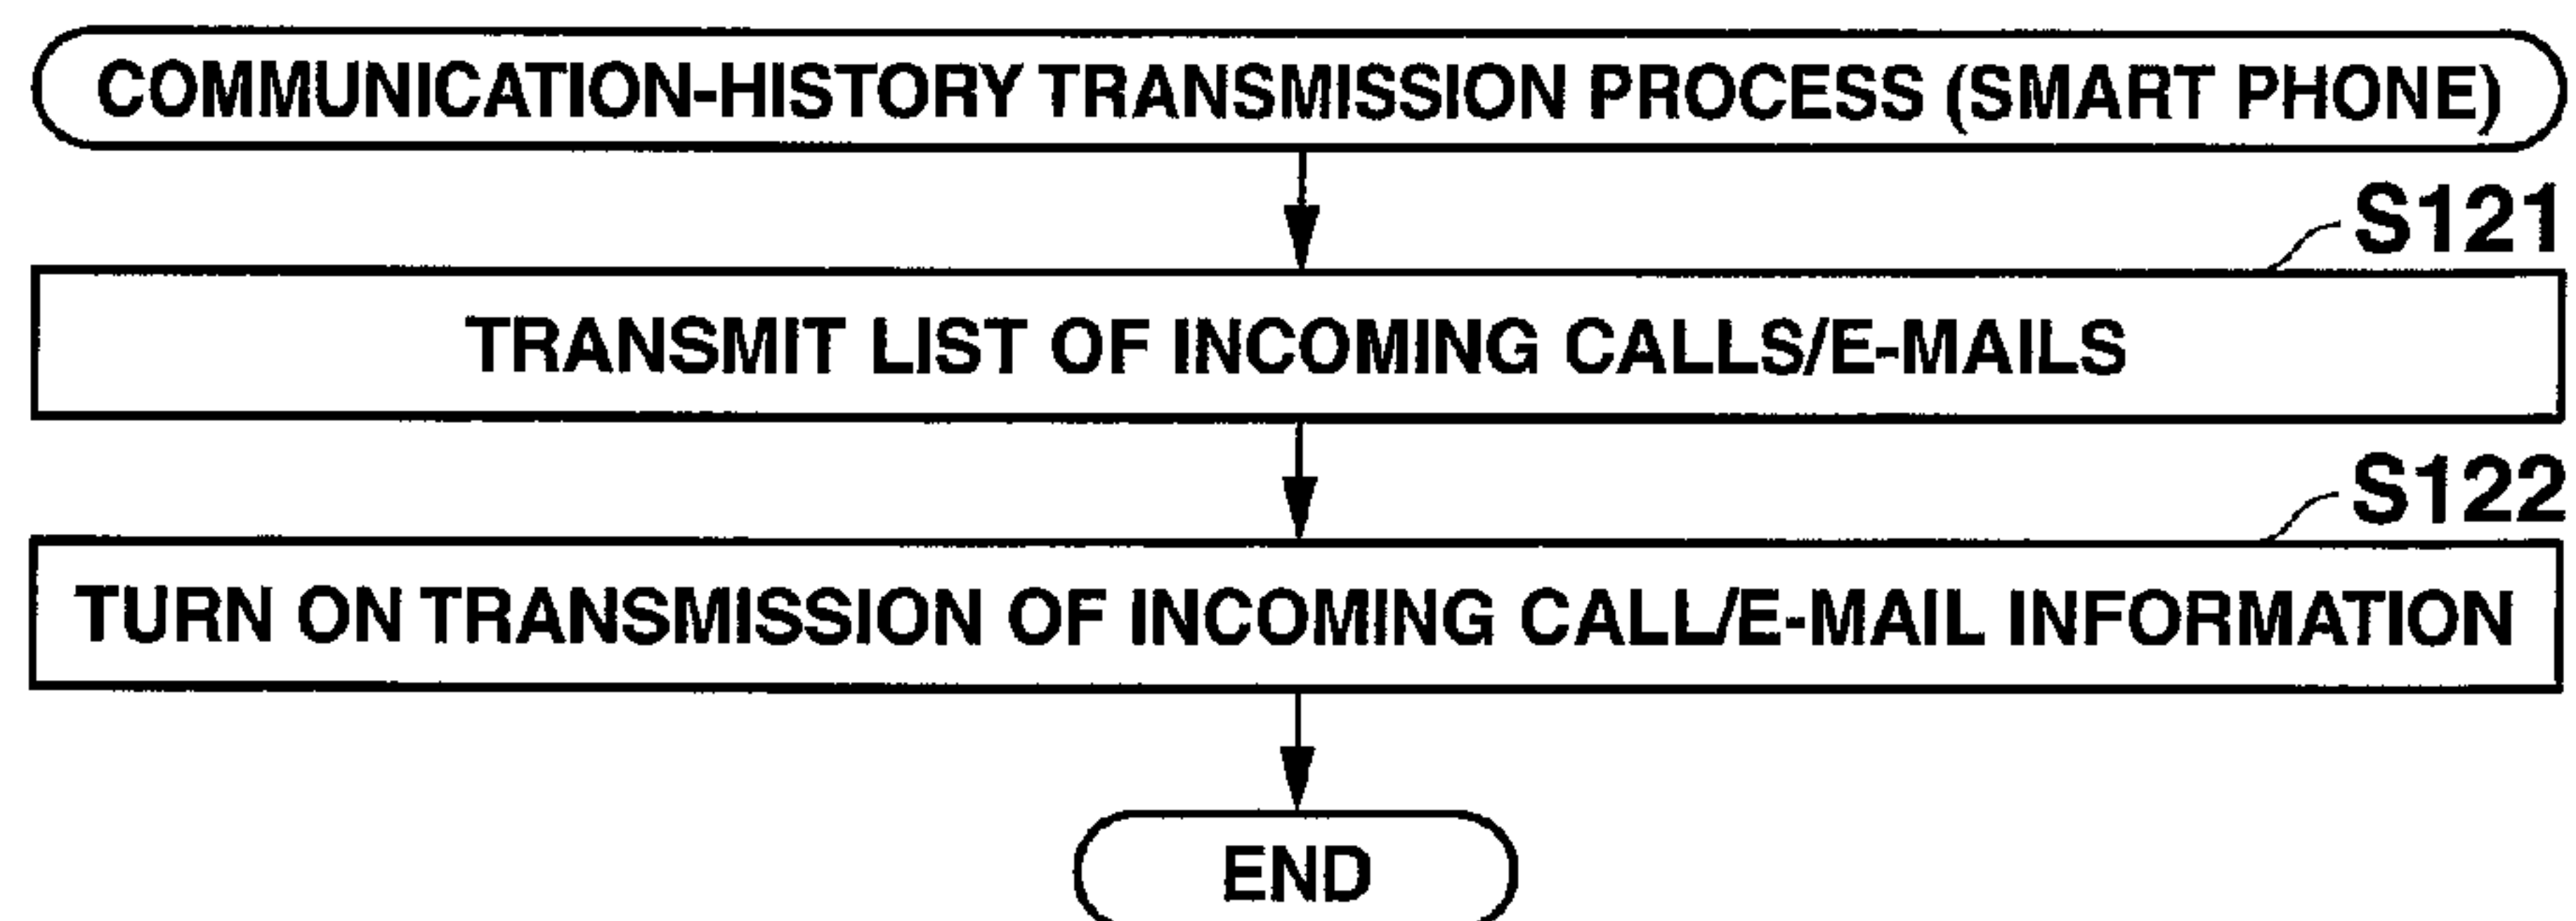 COMMUNICATION-HISTORY TRANSMISSION PROCESS (SMART PHONE)
S121
TRANSMIT LIST OF INCOMING CALLS/E-MAILS
S122
TURN ON TRANSMISSION OF INCOMING CALL/E-MAIL INFORMATION
END